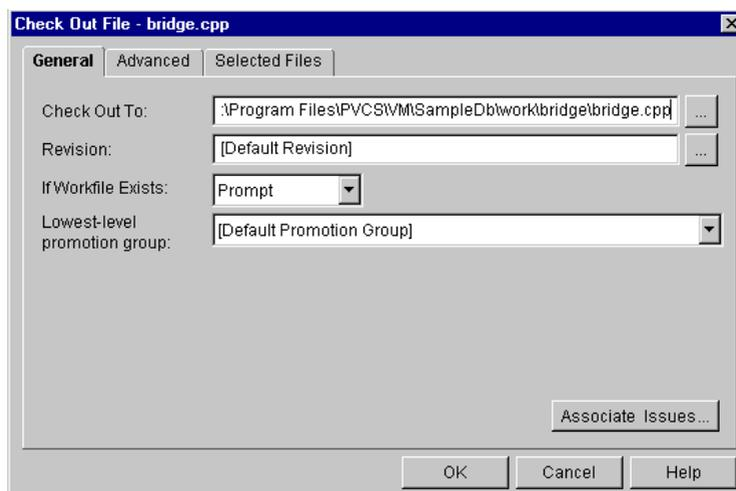 Check Out File - bridge.cpp
General Advanced Selected Files
Check Out To: :\Program Files\PVCS\VM\SampleDb\work\bridge\bridge.cpp ...
Revision: [Default Revision] ...
If Workfile Exists: Prompt
Lowest-level
promotion group: [Default Promotion Group]
Associate Issues...
OK Cancel Help